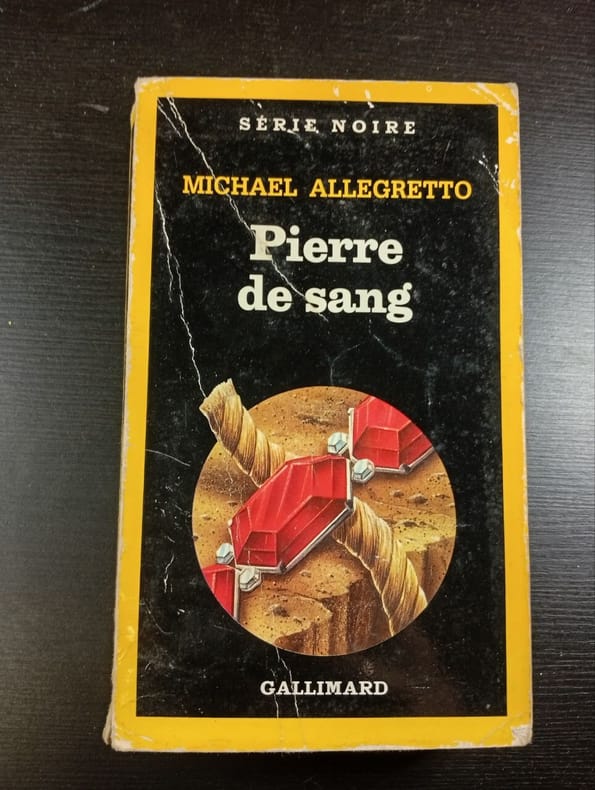 SÉRIE NOIRE
MICHAEL ALLEGRETTO
Pierre
de sang
GALLIMARD